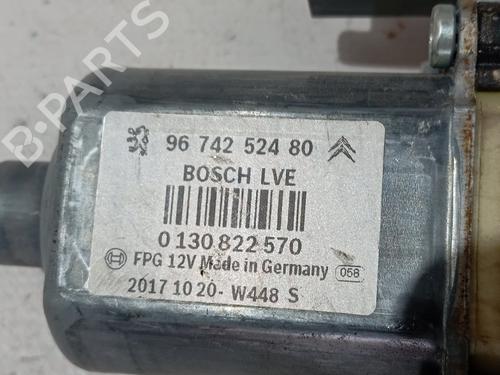 96 742 524 80
BOSCH LVE
0 130 822 570
FPG 12V Made in Germany 056
2017 10 20- W448 S
B-PARTS